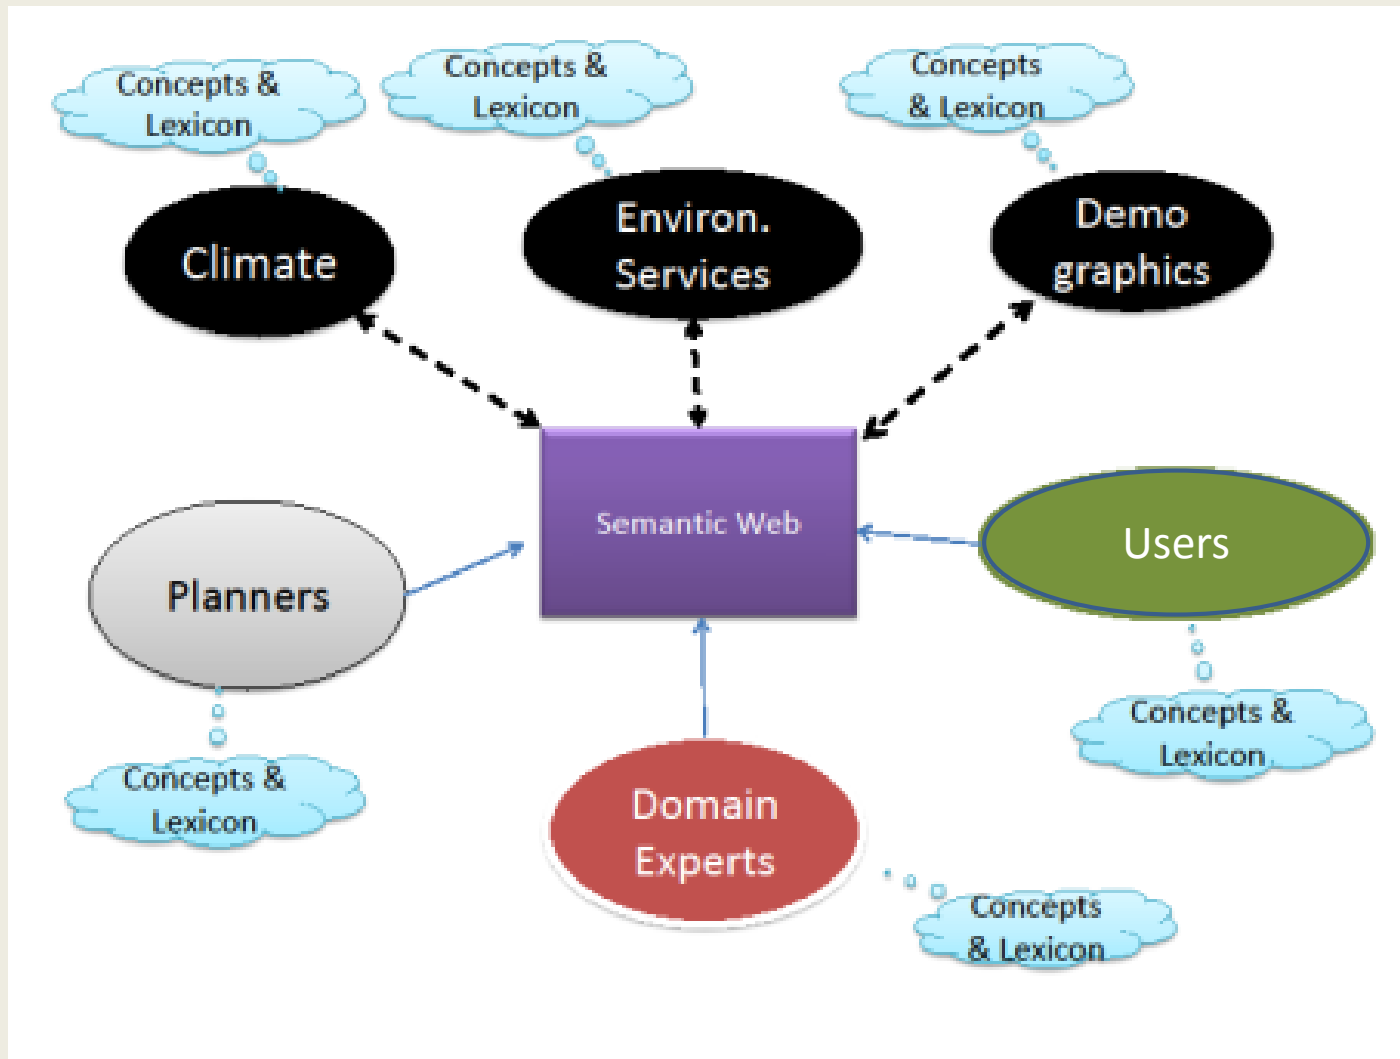 Concepts &
Lexicon
Concepts &
Lexicon
Concepts
& Lexicon
Climate
Environ.
Services
Demo
graphics
Semantic Web
Planners
Users
Concepts &
Lexicon
Concepts &
Lexicon
Domain
Experts
Concepts
& Lexicon